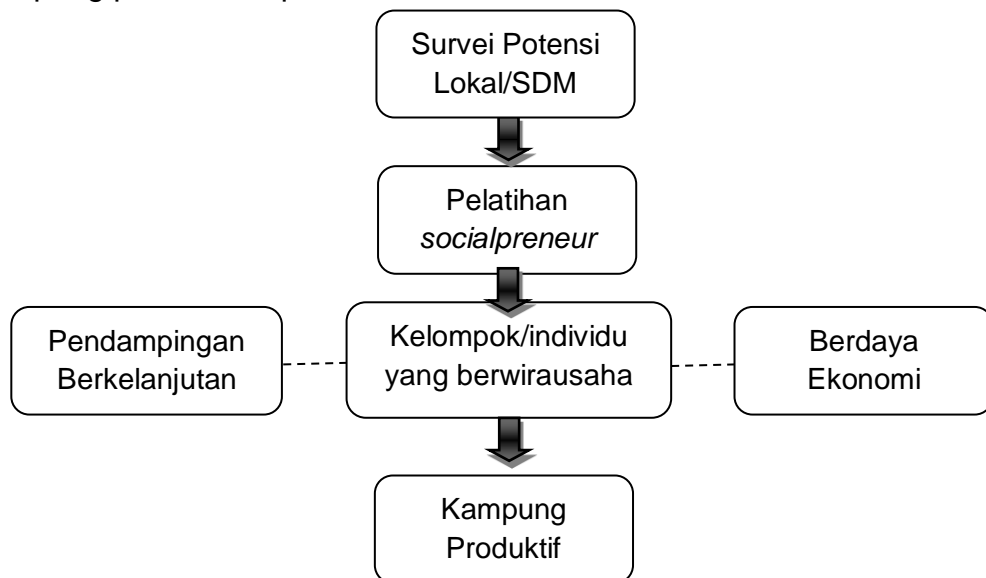 Survei Potensi
Lokal/SDM
Pelatihan
socialpreneur
Pendampingan
Berkelanjutan
Kelompok/individu
yang berwirausaha
Berdaya
Ekonomi
Kampung
Produktif